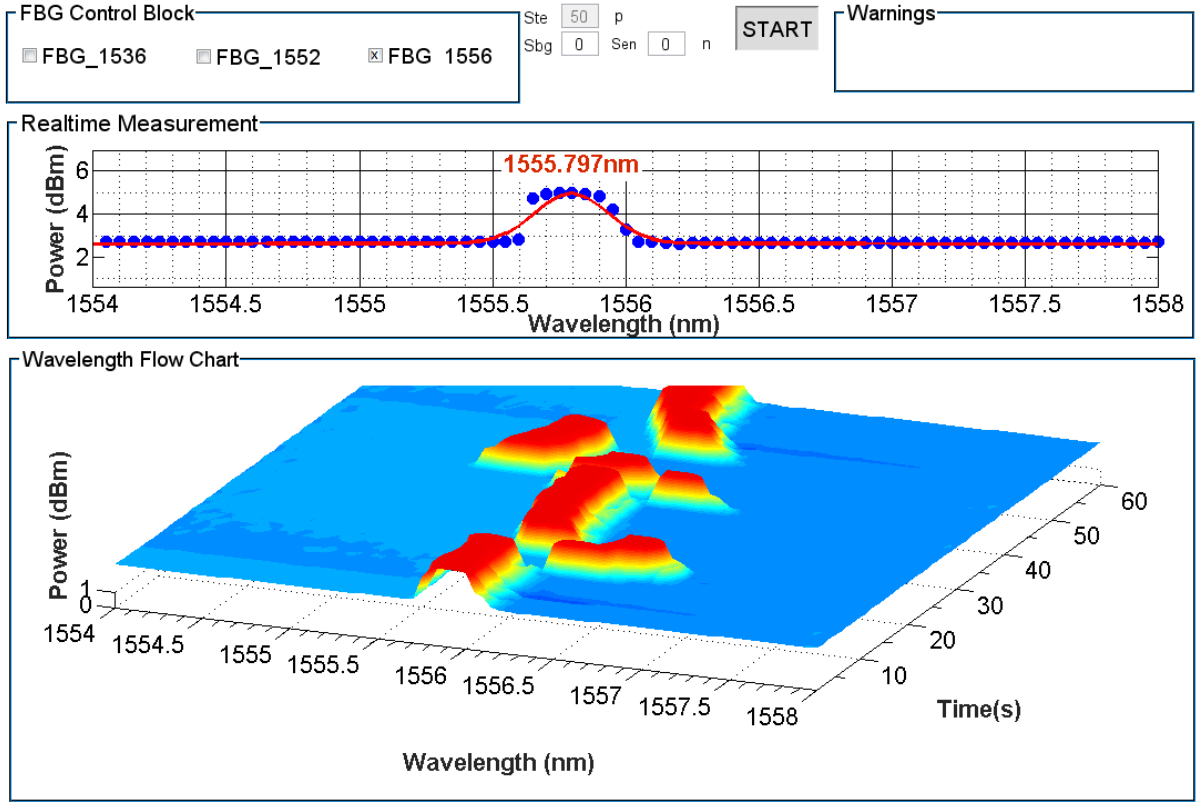 FBG Control Block
FBG_1536 FBG_1552 x FBG 1556
Ste 50 p
Sbg 0 Sen 0 n
START
Warnings
Realtime Measurement
1555.797nm
Power (dBm)
6
4
2
1554 1554.5 1555 1555.5 1556 1556.5 1557 1557.5 1558
Wavelength (nm)
Wavelength Flow Chart
Power (dBm)
1
0
1554 1554.5 1555 1555.5 1556 1556.5 1557 1557.5 1558
Wavelength (nm)
60
50
40
30
20
10
Time(s)